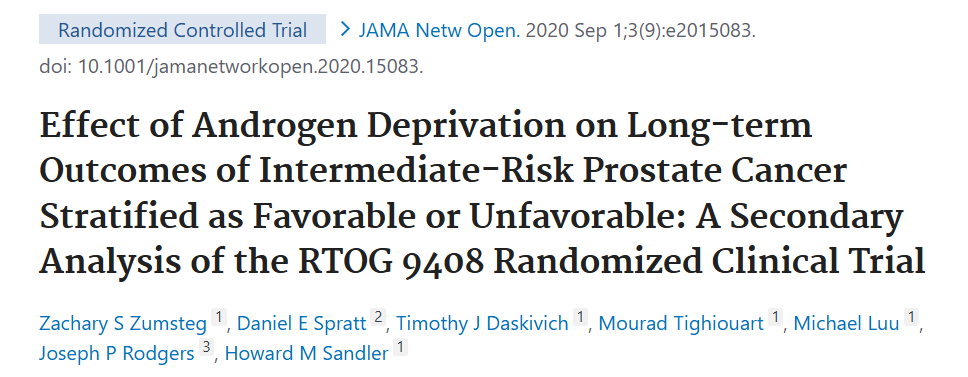 Randomized Controlled Trial > JAMA Netw Open. 2020 Sep 1;3(9):e2015083.
doi: 10.1001/jamanetworkopen.2020.15083.
Effect of Androgen Deprivation on Long-term
Outcomes of Intermediate-Risk Prostate Cancer
Stratified as Favorable or Unfavorable: A Secondary
Analysis of the RTOG 9408 Randomized Clinical Trial
Zachary S Zumsteg 1, Daniel E Spratt 2, Timothy J Daskivich 1, Mourad Tighiouart 1, Michael Luu 1,
Joseph P Rodgers 3, Howard M Sandler 1